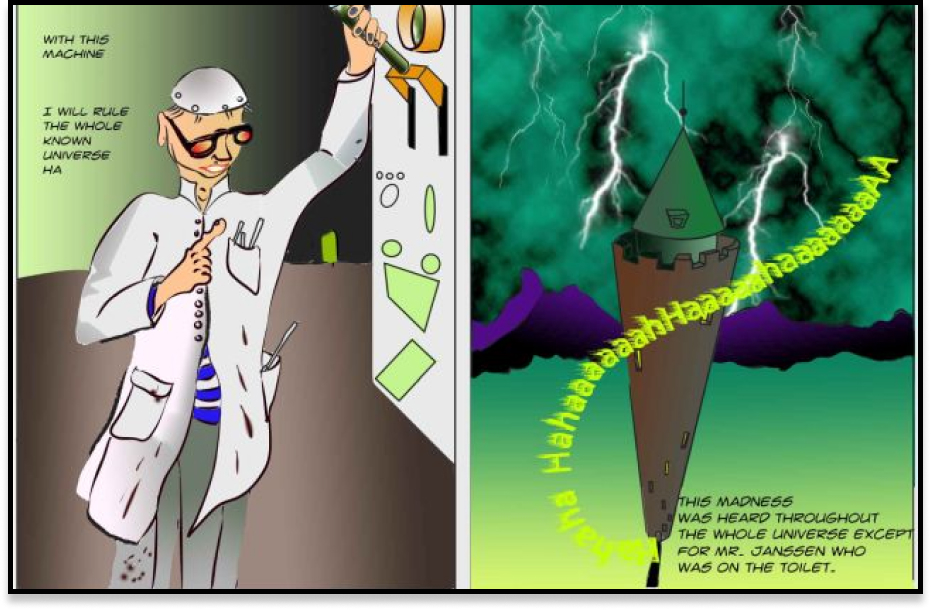 WITH THIS
MACHINE
I WILL RULE
THE WHOLE
KNOWN
UNIVERSE
HA
THIS MADNESS
WAS HEARD THROUGHOUT
THE WHOLE UNIVERSE EXCEPT
FOR MR. JANSSEN WHO
WAS ON THE TOILET.